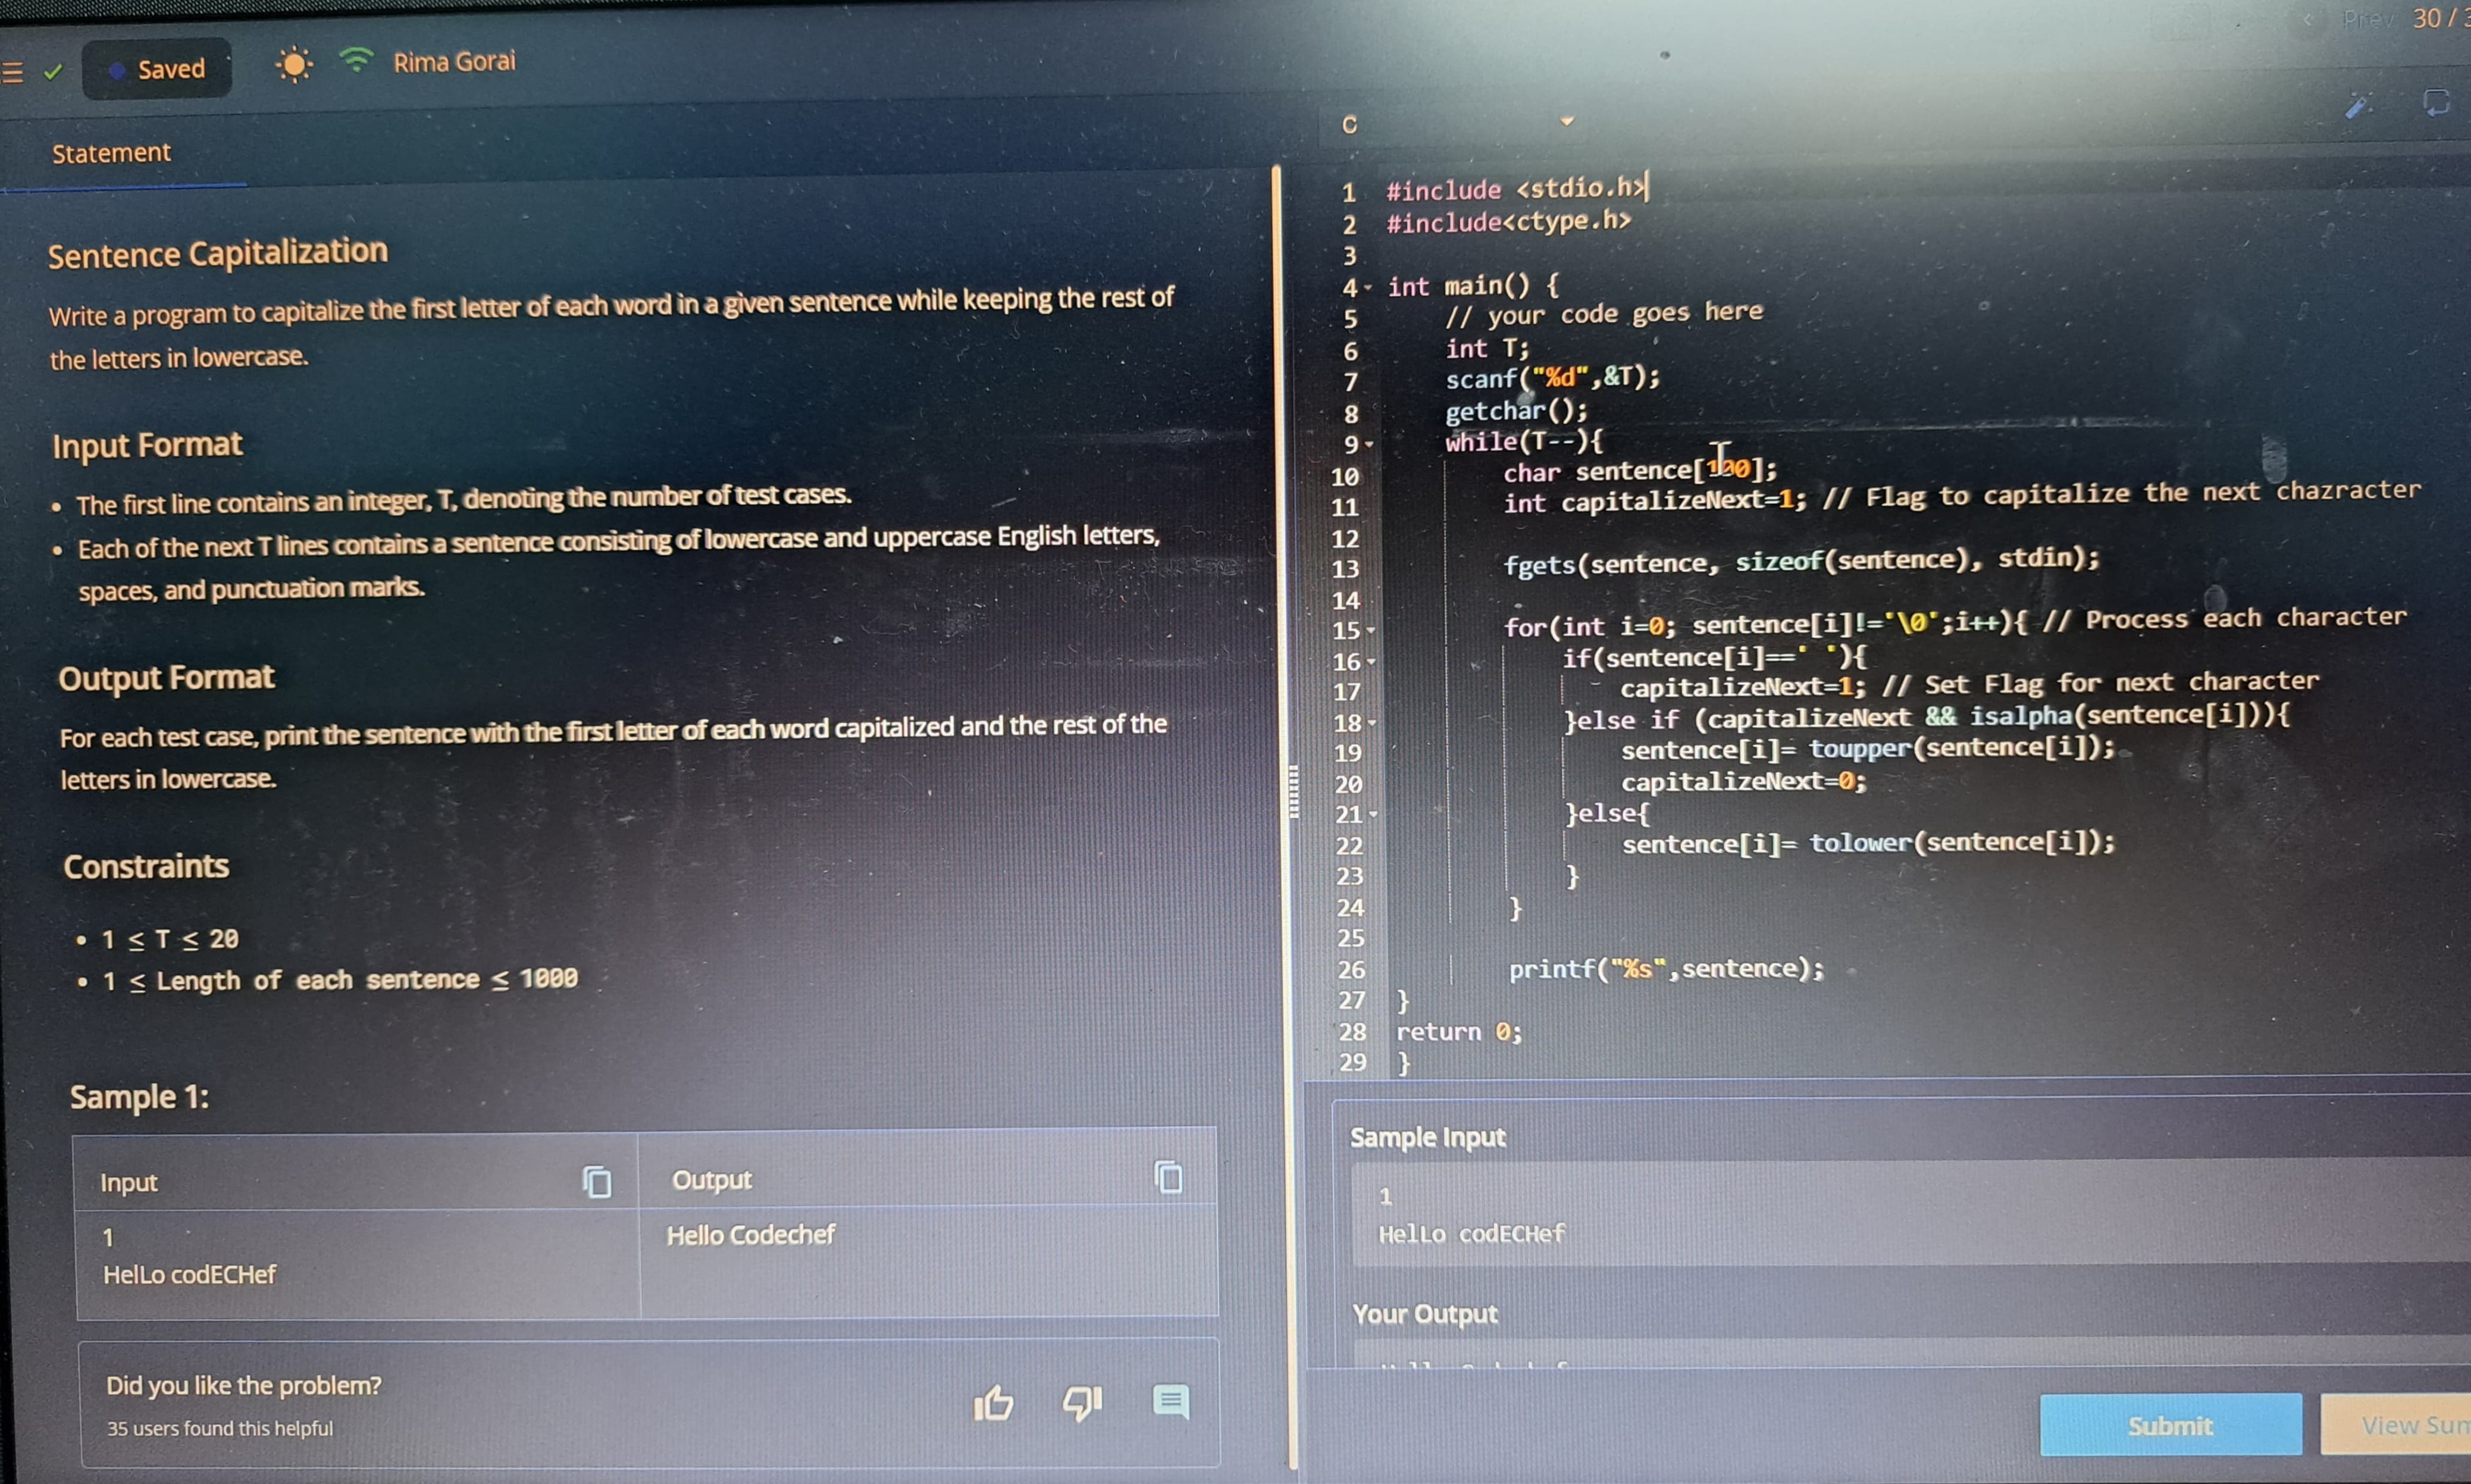 Prev 30 /
Saved
Rima Gorai
Statement
Sentence Capitalization
Write a program to capitalize the first letter of each word in a given sentence while keeping the rest of
the letters in lowercase.
Input Format
• The first line contains an integer, T, denoting the number of test cases.
• Each of the next T lines contains a sentence consisting of lowercase and uppercase English letters,
spaces, and punctuation marks.
Output Format
For each test case, print the sentence with the first letter of each word capitalized and the rest of the
letters in lowercase.
Constraints
• 1 ≤ T ≤ 20
• 1 ≤ Length of each sentence ≤ 1000
Sample 1:
Input
Output
1
HelLo codECHef
Hello Codechef
Did you like the problem?
35 users found this helpful
C
1 #include <stdio.h>
2 #include<ctype.h>
3
4 int main() {
5 // your code goes here
6 int T;
7 scanf("%d",&T);
8 getchar();
9 while(T--){
10 char sentence[100];
11 int capitalizeNext=1; // Flag to capitalize the next chazracter
12
13 fgets(sentence, sizeof(sentence), stdin);
14
15 for(int i=0; sentence[i]!='\0';i++){ // Process each character
16 if(sentence[i]==' '){
17 capitalizeNext=1; // Set Flag for next character
18 }else if (capitalizeNext && isalpha(sentence[i])){
19 sentence[i]= toupper(sentence[i]);
20 capitalizeNext=0;
21 }else{
22 sentence[i]= tolower(sentence[i]);
23 }
24 }
25
26 printf("%s",sentence);
27 }
28 return 0;
29 }
Sample Input
1
HelLo codECHef
Your Output
Submit
View